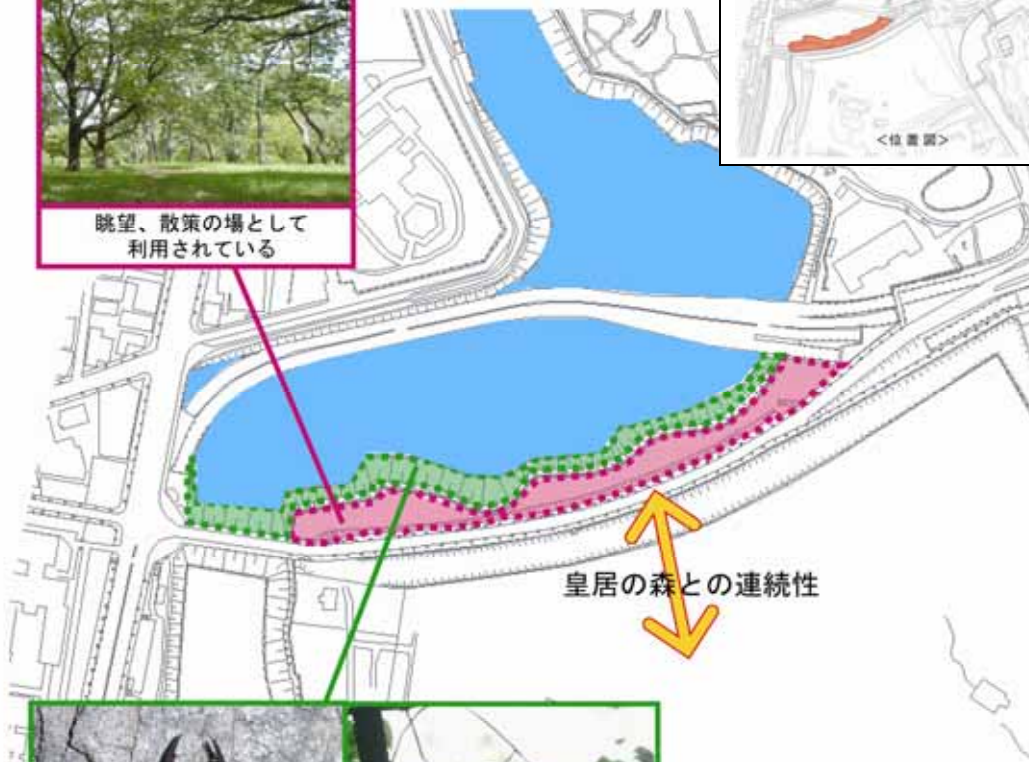 <位置図>
眺望、散策の場として
利用されている
皇居の森との連続性